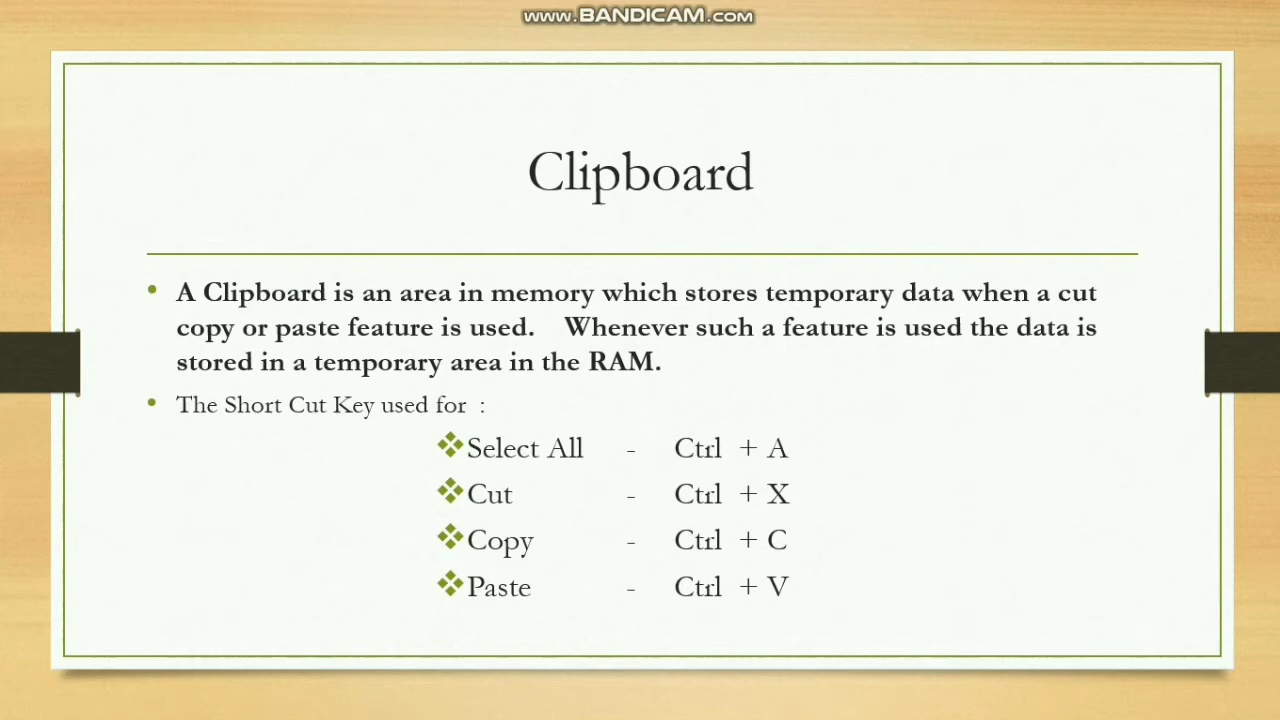 www.BANDICAM.com
Clipboard
• A Clipboard is an area in memory which stores temporary data when a cut
copy or paste feature is used. Whenever such a feature is used the data is
stored in a temporary area in the RAM.
• The Short Cut Key used for :
❖Select All - Ctrl + A
❖Cut - Ctrl + X
❖Copy - Ctrl + C
❖Paste - Ctrl + V